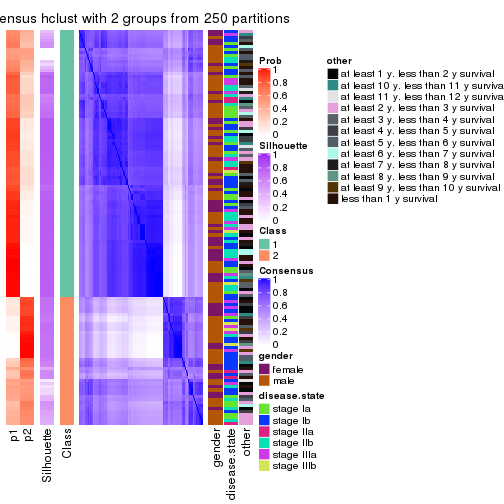 ensus hclust with 2 groups from 250 partitions
Prob
1
0.8
0.6
0.4
0.2
0
Silhouette
1
0.8
0.6
0.4
0.2
0
Class
1
2
Consensus
1
0.8
0.6
0.4
0.2
0
gender
female
male
disease.state
stage Ia
stage Ib
stage IIa
stage IIb
stage IIIa
stage IIIb
other
at least 1 y. less than 2 y survival
at least 10 y. less than 11 y surviva
at least 11 y. less than 12 y surviva
at least 2 y. less than 3 y survival
at least 3 y. less than 4 y survival
at least 4 y. less than 5 y survival
at least 5 y. less than 6 y survival
at least 6 y. less than 7 y survival
at least 7 y. less than 8 y survival
at least 8 y. less than 9 y survival
at least 9 y. less than 10 y survival
less than 1 y survival
p1
p2
Silhouette
Class
gender
disease.state
other